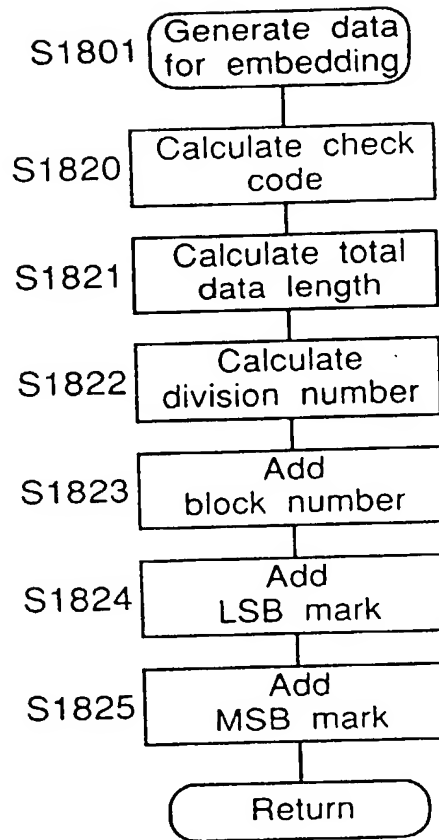 S1801
Generate data
for embedding
S1820
Calculate check
code
S1821
Calculate total
data length
S1822
Calculate
division number
S1823
Add
block number
S1824
Add
LSB mark
S1825
Add
MSB mark
Return